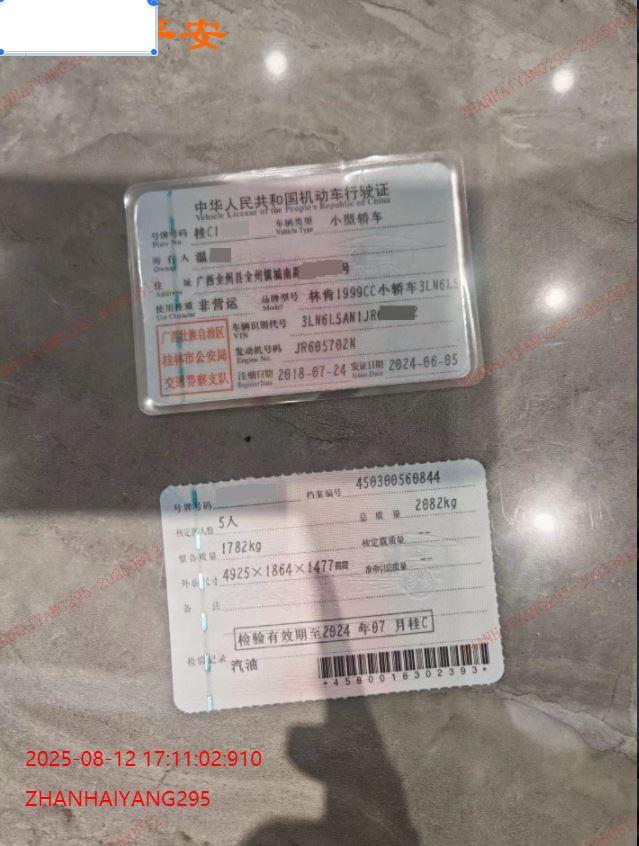 平安
中华人民共和国机动车行驶证
Vehicle License of the People's Republic of China
号牌号码 桂C1 车辆类型 小型轿车
Plate No. Vehicle Type
所有人 温
Owner
住 址 广西全州县全州镇城南 号
Address
使用性质 非营运 品牌型号 林肯1999CC小轿车3LN6L5
Use Character Model
广西壮族自治区
桂林市公安局
交通警察支队
车辆识别代号 3LN6L5AN1JR
VIN
发动机号码 JR605702N
Engine No.
注册日期 2018-07-24 发证日期 2024-06-05
Register Date Issue Date
号牌号码 档案编号 450300560844
核定载人数 5人 总质量 2082kg
整备质量 1782kg 核定载质量 --
外廓尺寸 4925×1864×1477mm 准牵引总质量 --
备 注
检验有效期至2024年07月桂C
检验记录
汽油
*4580018302393*
2025-08-12 17:11:02:910
ZHANHAIYANG295